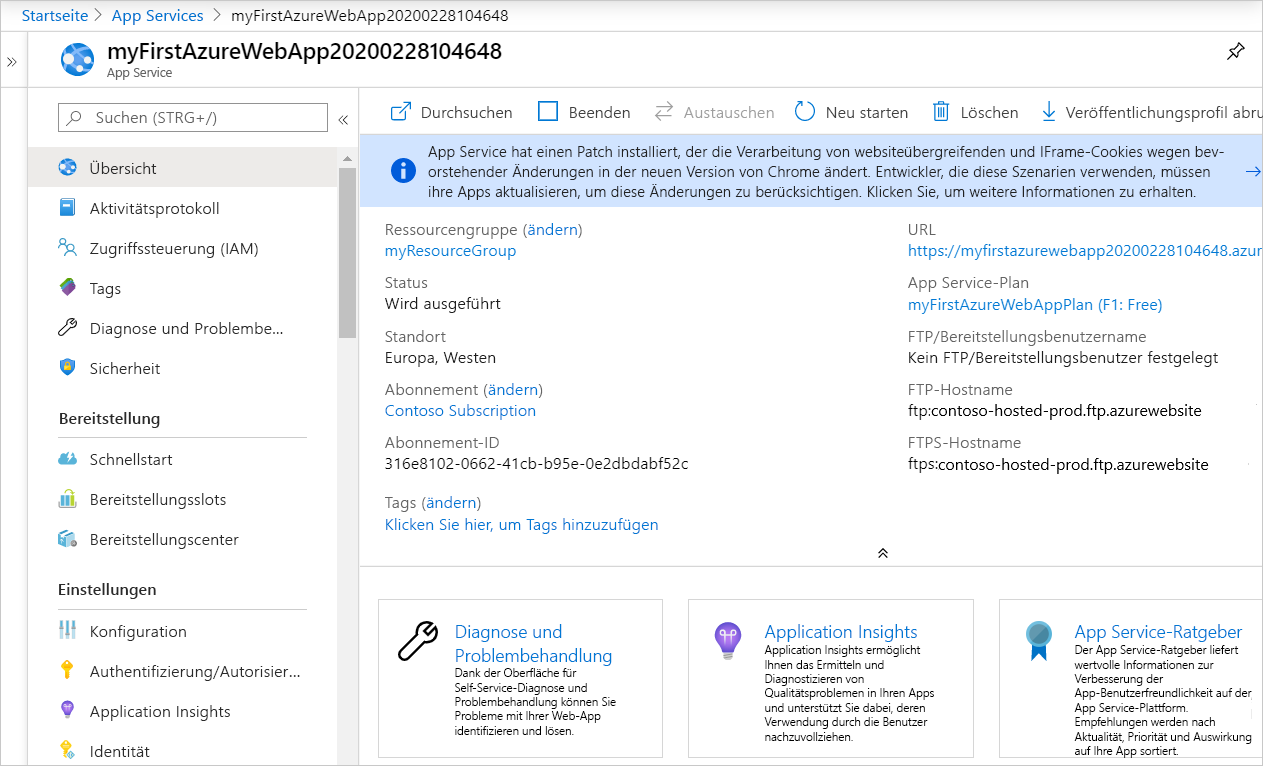 Startseite > App Services > myFirstAzureWebApp20200228104648
myFirstAzureWebApp20200228104648
App Service
Suchen (STRG+/)
Übersicht
Aktivitätsprotokoll
Zugriffssteuerung (IAM)
Tags
Diagnose und Problembe...
Sicherheit
Bereitstellung
Schnellstart
Bereitstellungsslots
Bereitstellungscenter
Einstellungen
Konfiguration
Authentifizierung/Autorisier...
Application Insights
Identität
Durchsuchen
Beenden
Austauschen
Neu starten
Löschen
Veröffentlichungsprofil abru
App Service hat einen Patch installiert, der die Verarbeitung von websiteübergreifenden und IFrame-Cookies wegen bev-
orstehender Änderungen in der neuen Version von Chrome ändert. Entwickler, die diese Szenarien verwenden, müssen
ihre Apps aktualisieren, um diese Änderungen zu berücksichtigen. Klicken Sie, um weitere Informationen zu erhalten.
Ressourcengruppe (ändern)
myResourceGroup
Status
Wird ausgeführt
Standort
Europa, Westen
Abonnement (ändern)
Contoso Subscription
Abonnement-ID
316e8102-0662-41cb-b95e-0e2dbdabf52c
Tags (ändern)
Klicken Sie hier, um Tags hinzuzufügen
URL
https://myfirstazurewebapp20200228104648.azur
App Service-Plan
myFirstAzureWebAppPlan (F1: Free)
FTP/Bereitstellungsbenutzername
Kein FTP/Bereitstellungsbenutzer festgelegt
FTP-Hostname
ftp:contoso-hosted-prod.ftp.azurewebsite
FTPS-Hostname
ftps:contoso-hosted-prod.ftp.azurewebsite
Diagnose und
Problembehandlung
Dank der Oberfläche für
Self-Service-Diagnose und
Problembehandlung können Sie
Probleme mit Ihrer Web-App
identifizieren und lösen.
Application Insights
Application Insights ermöglicht
Ihnen das Ermitteln und
Diagnostizieren von
Qualitätsproblemen in Ihren Apps
und unterstützt Sie dabei, deren
Verwendung durch die Benutzer
nachzuvollziehen.
App Service-Ratgeber
Der App Service-Ratgeber liefert
wertvolle Informationen zur
Verbesserung der
App-Benutzerfreundlichkeit auf der
App Service-Plattform.
Empfehlungen werden nach
Aktualität, Priorität und Auswirkung
auf Ihre App sortiert.